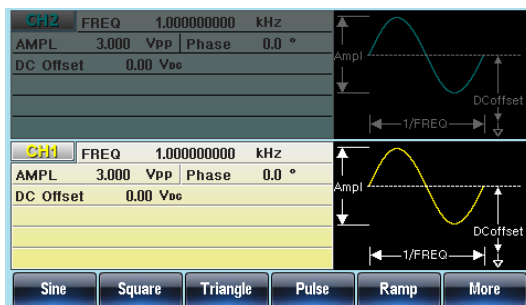 CH2 FREQ 1.000000000 kHz
AMPL 3.000 Vpp Phase 0.0 °
DC Offset 0.00 VDC
Ampl
DCoffset
1/FREQ
CH1 FREQ 1.000000000 kHz
AMPL 3.000 Vpp Phase 0.0 °
DC Offset 0.00 VDC
Ampl
DCoffset
1/FREQ
Sine Square Triangle Pulse Ramp More